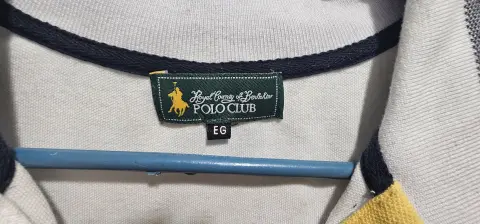 Royal County of Berkshire
POLO CLUB
EG